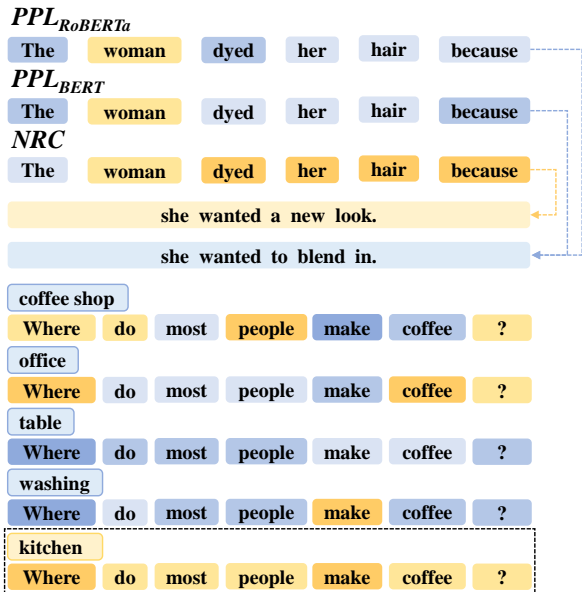 PPL_RoBERTa
The woman dyed her hair because
PPL_BERT
The woman dyed her hair because
NRC
The woman dyed her hair because
she wanted a new look.
she wanted to blend in.
coffee shop
Where do most people make coffee ?
office
Where do most people make coffee ?
table
Where do most people make coffee ?
washing
Where do most people make coffee ?
kitchen
Where do most people make coffee ?